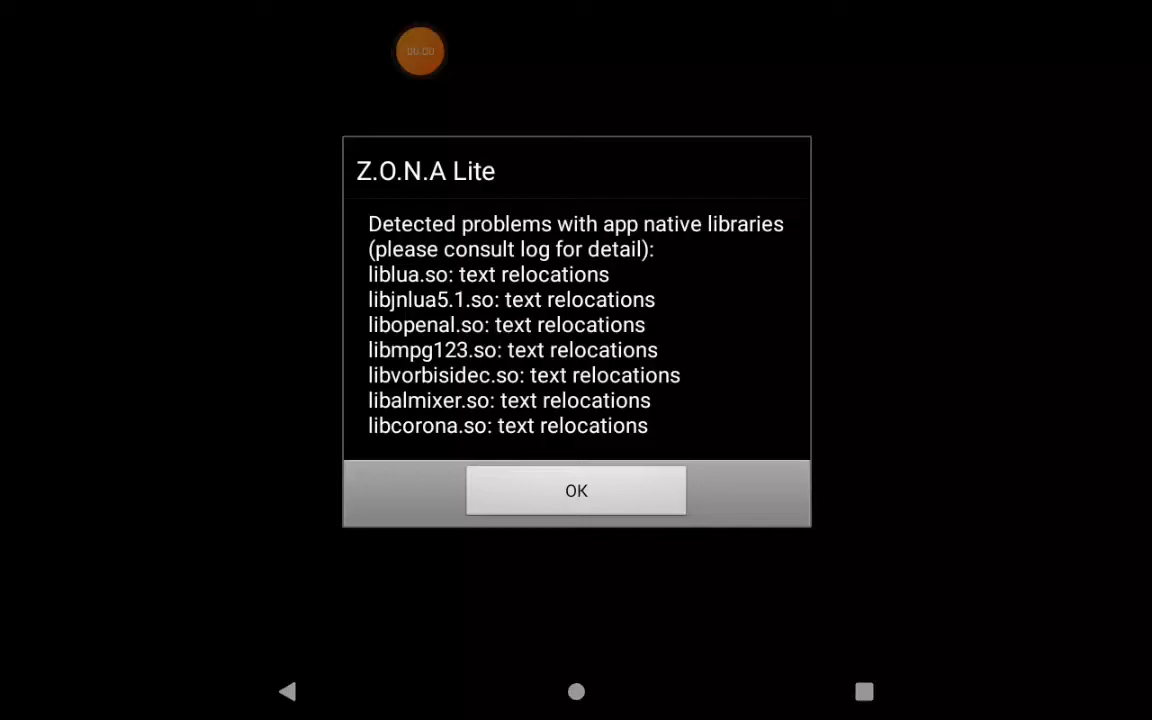 00:00
Z.O.N.A Lite
Detected problems with app native libraries
(please consult log for detail):
liblua.so: text relocations
libjnlua5.1.so: text relocations
libopenal.so: text relocations
libmpg123.so: text relocations
libvorbisidec.so: text relocations
libalmixer.so: text relocations
libcorona.so: text relocations
OK